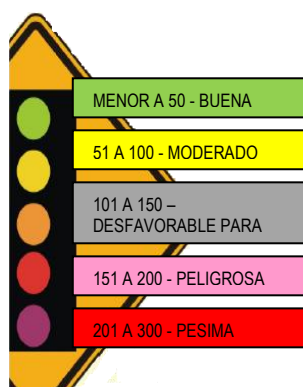 MENOR A 50 - BUENA
51 A 100 - MODERADO
101 A 150 –
DESFAVORABLE PARA
151 A 200 - PELIGROSA
201 A 300 - PESIMA